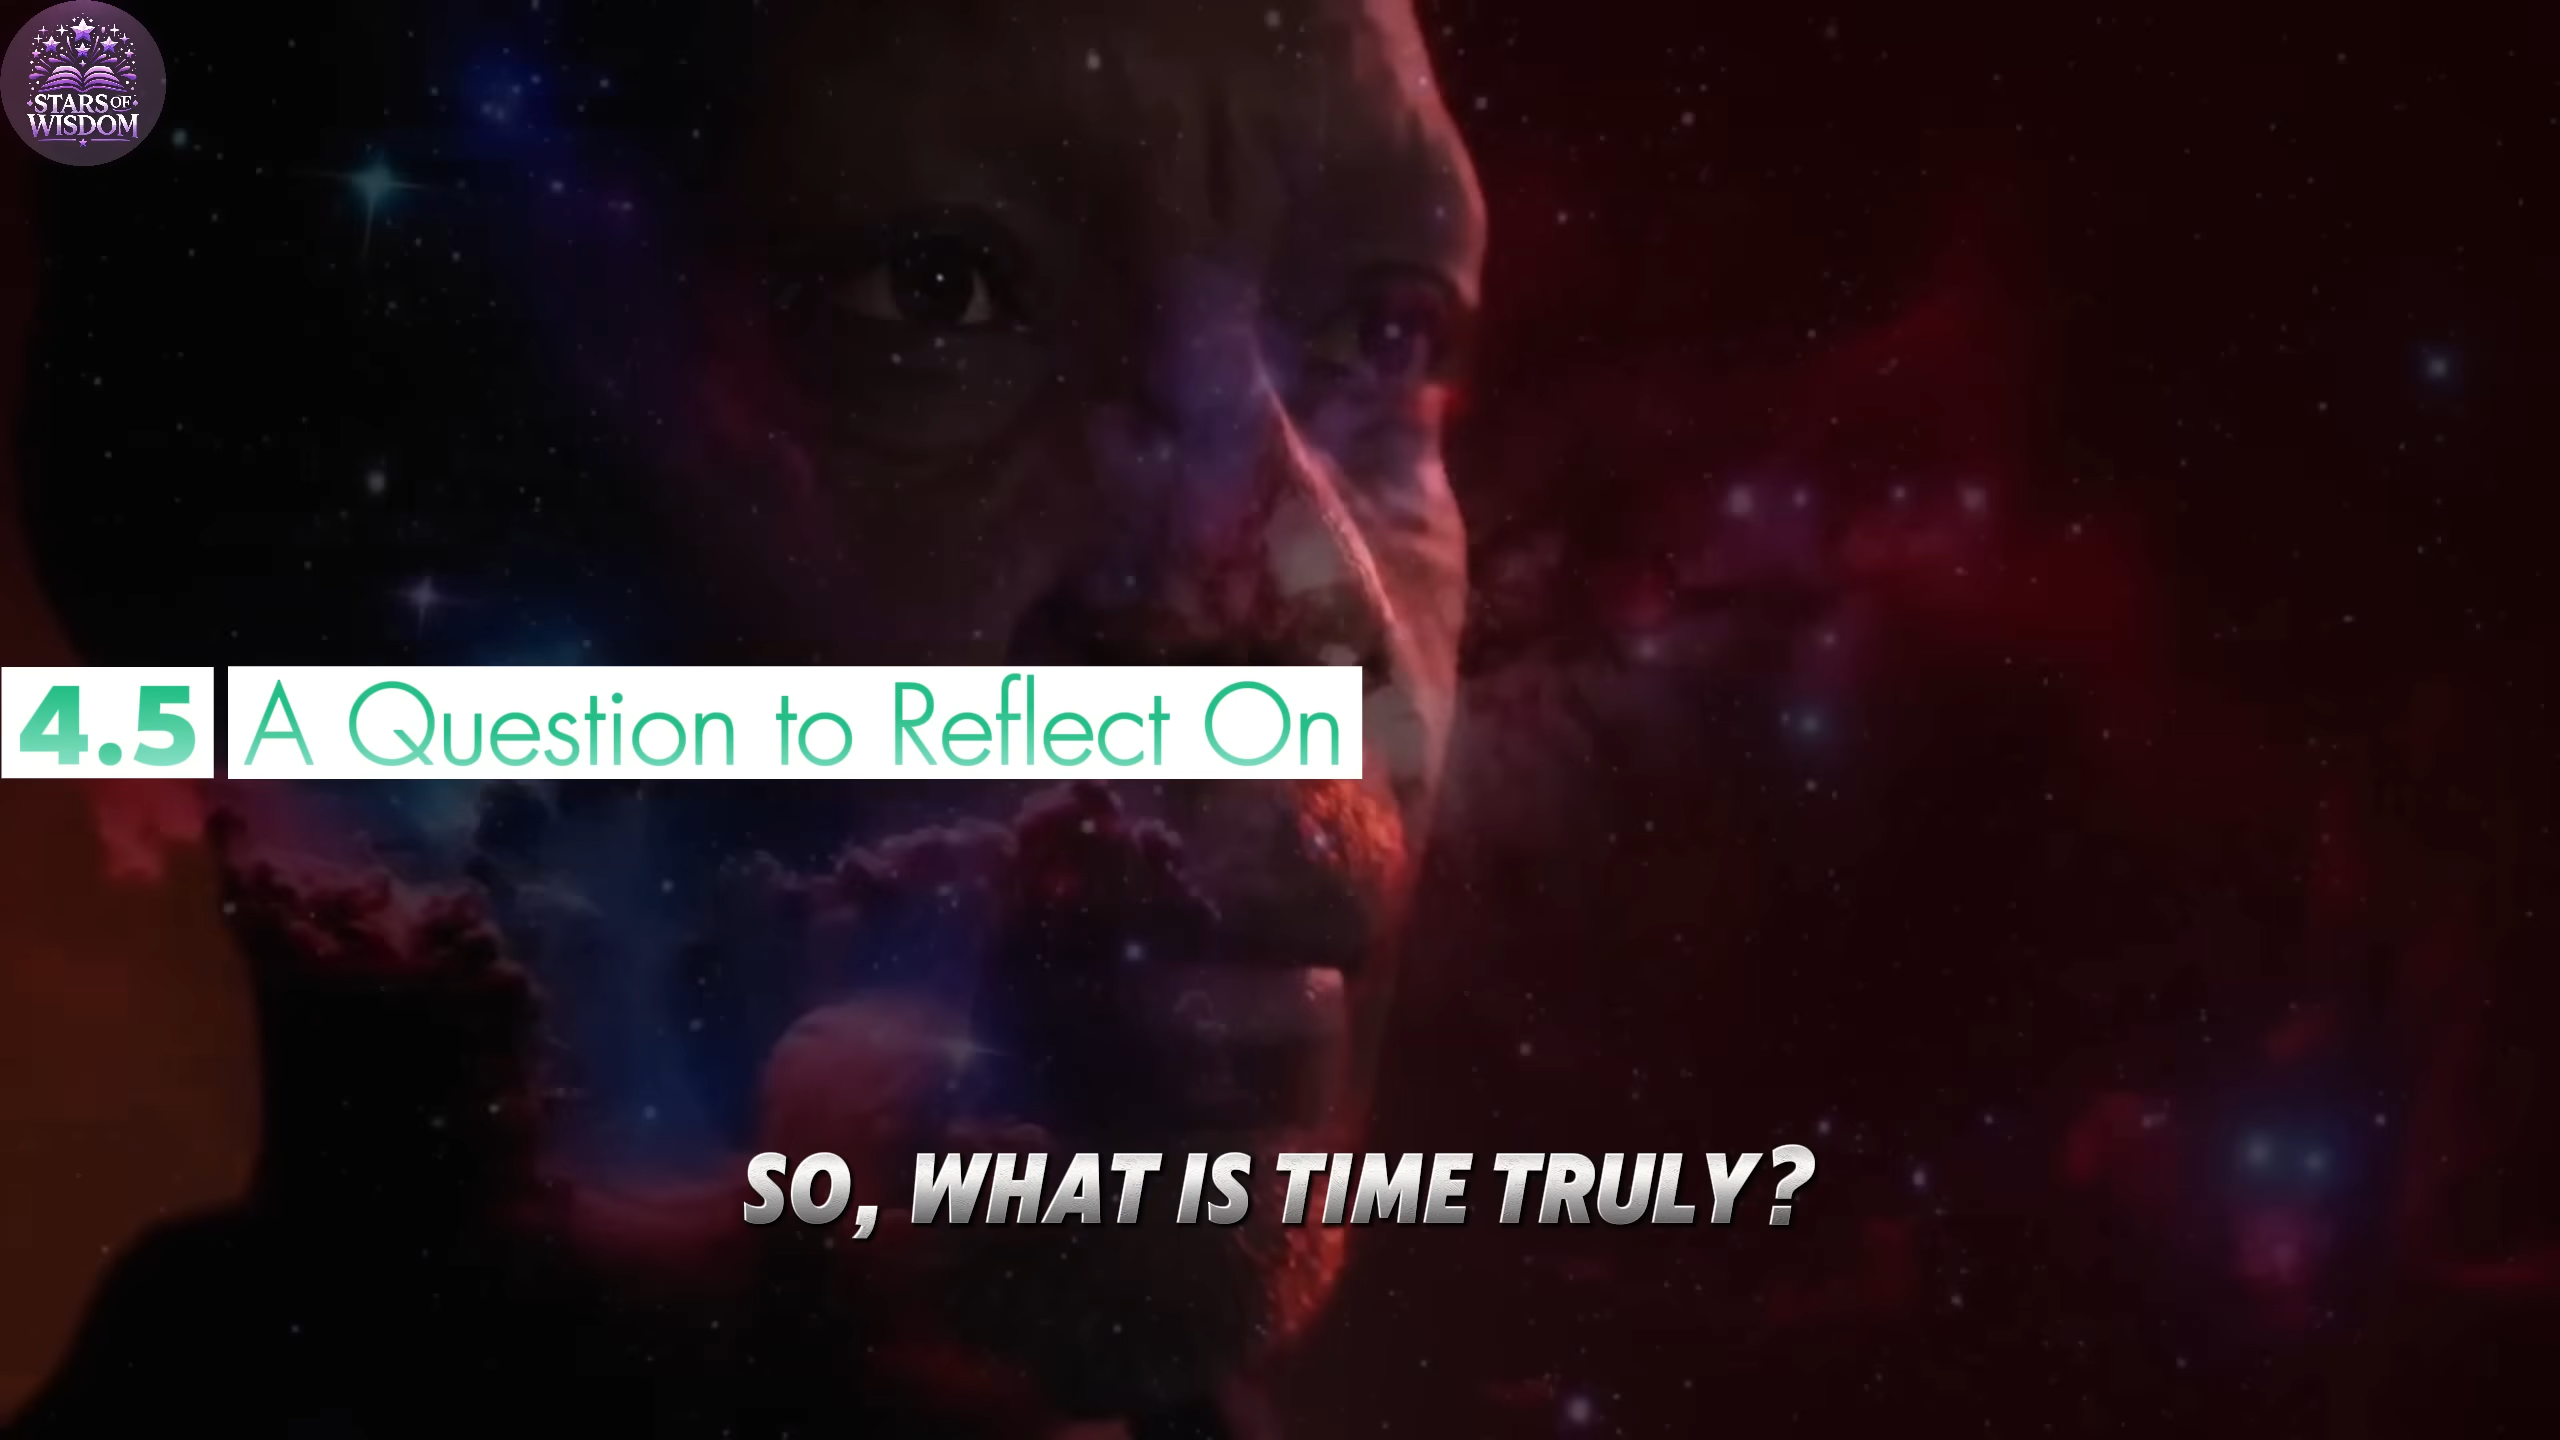 STARS OF
WISDOM
4.5 A Question to Reflect On
SO, WHAT IS TIME TRULY?